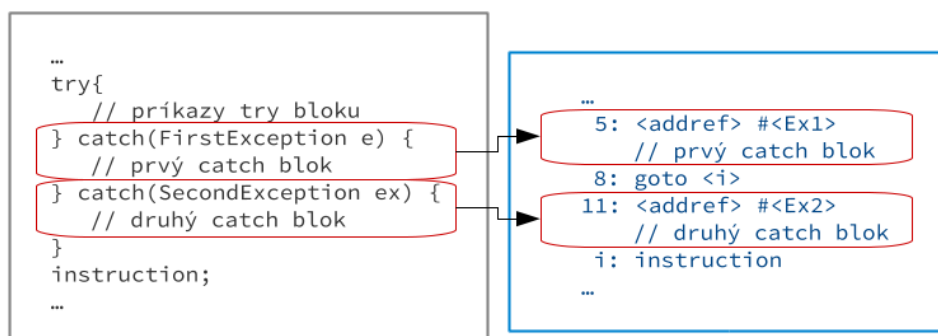 …
try{
// príkazy try bloku
} catch(FirstException e) {
// prvý catch blok
} catch(SecondException ex) {
// druhý catch blok
}
instruction;
…
…
5: <addref> #<Ex1>
// prvý catch blok
8: goto <i>
11: <addref> #<Ex2>
// druhý catch blok
i: instruction
…